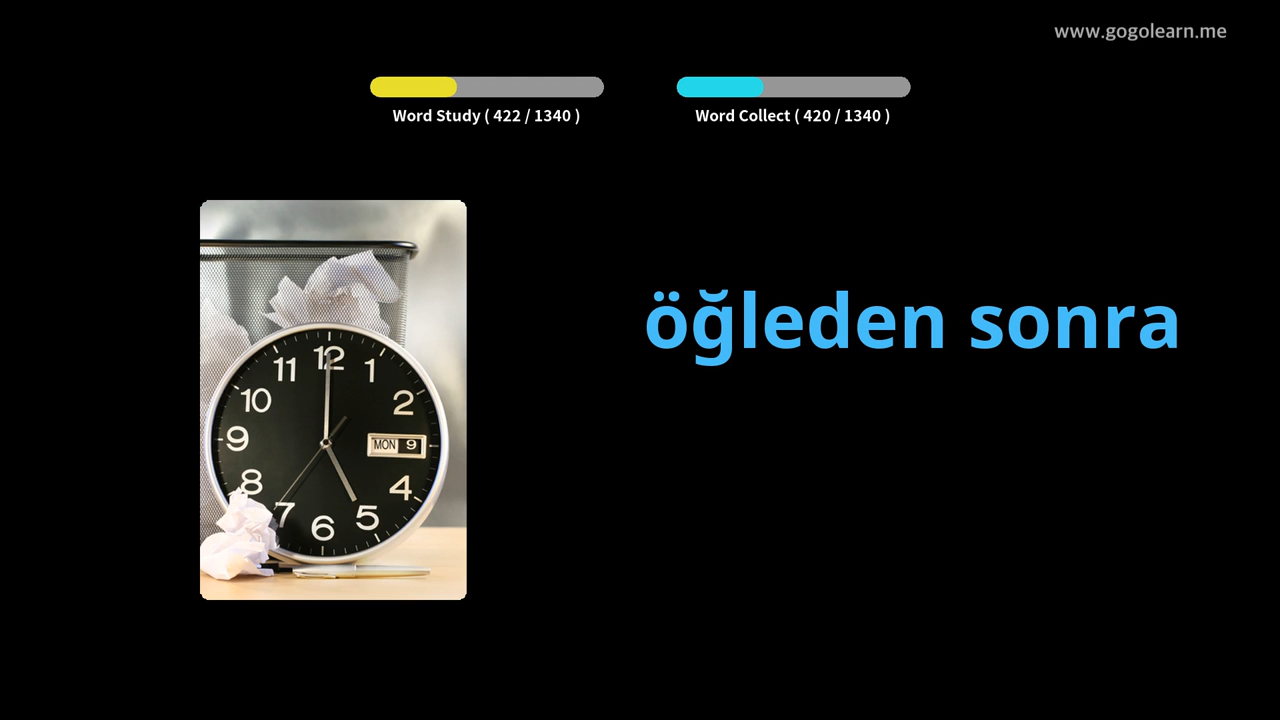 www.gogolearn.me
Word Study ( 422 / 1340 )
Word Collect ( 420 / 1340 )
öğleden sonra
12
11
1
10
2
9
MON 9
8
4
7
5
6